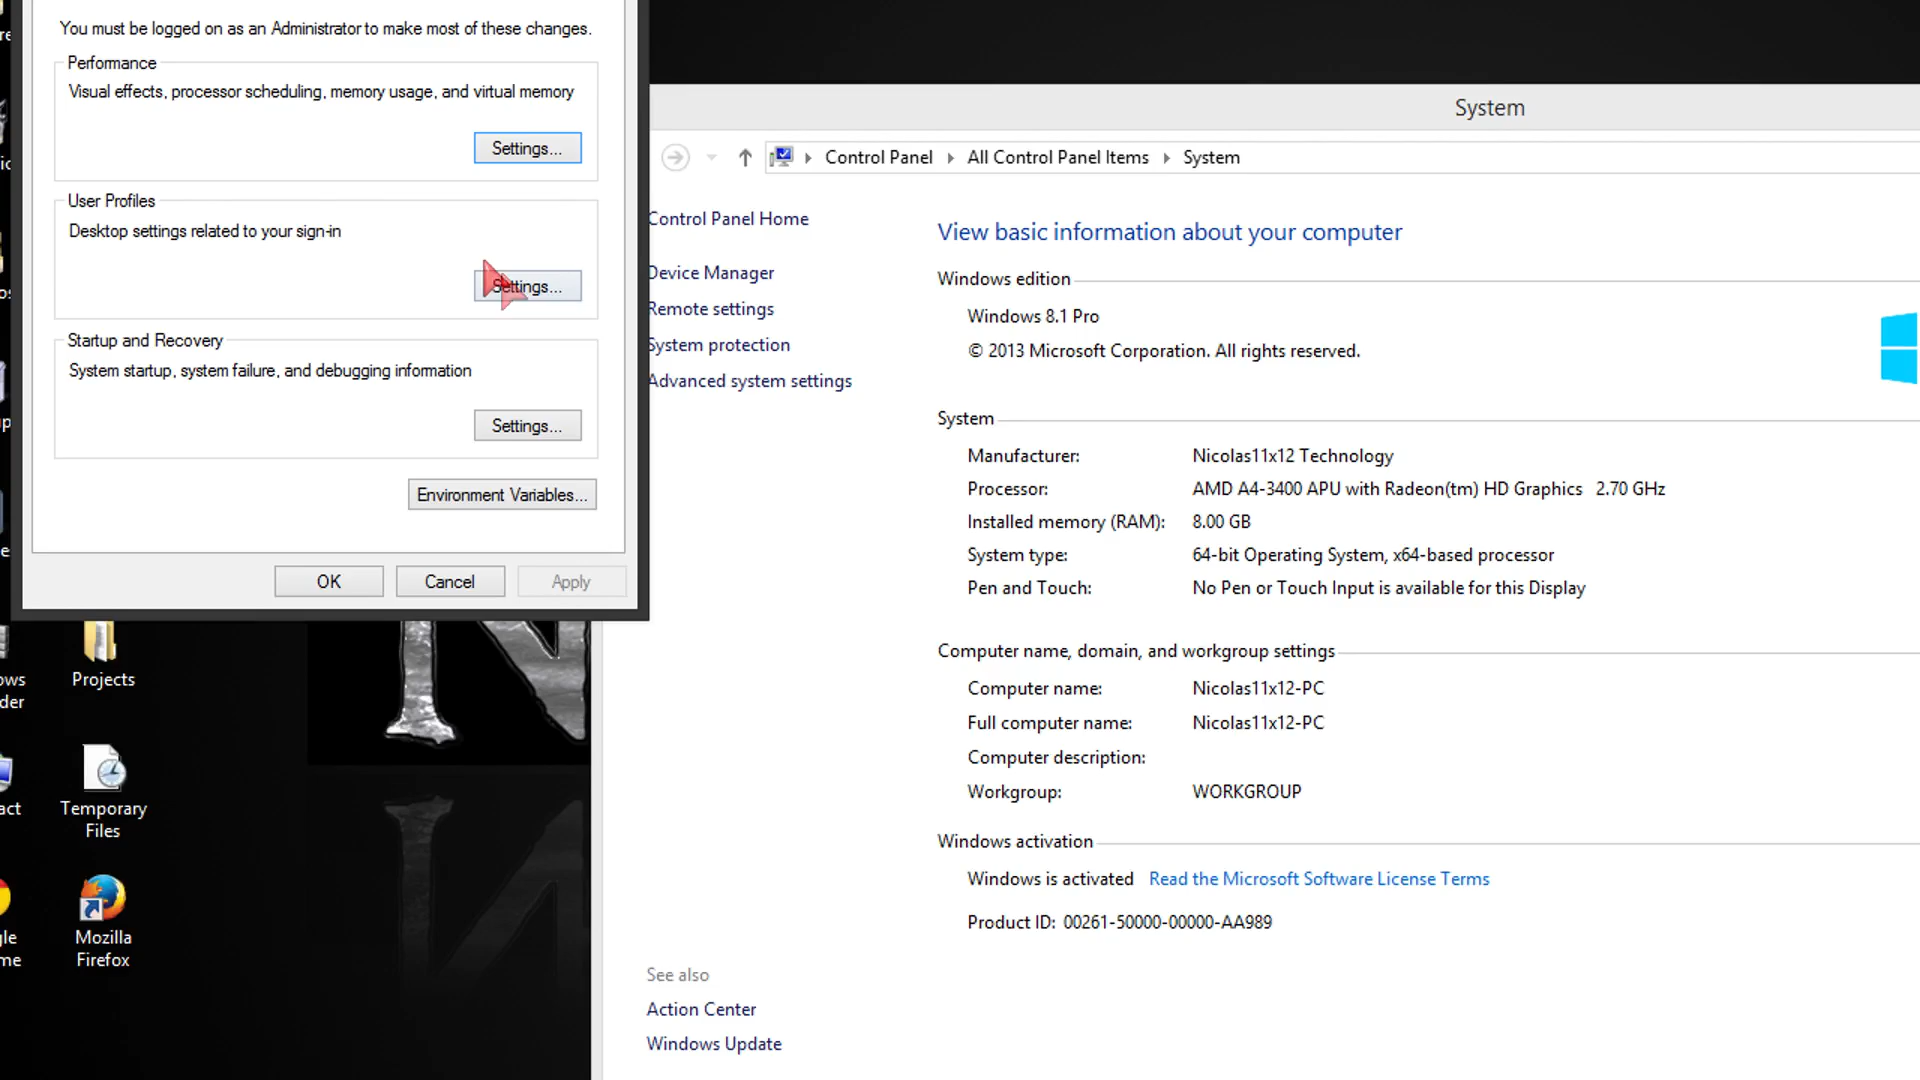 You must be logged on as an Administrator to make most of these changes.
Performance
Visual effects, processor scheduling, memory usage, and virtual memory
Settings...
User Profiles
Desktop settings related to your sign-in
Settings...
Startup and Recovery
System startup, system failure, and debugging information
Settings...
Environment Variables...
OK Cancel Apply
Projects
Temporary
Files
Mozilla
Firefox
System
Control Panel All Control Panel Items System
Control Panel Home
Device Manager
Remote settings
System protection
Advanced system settings
See also
Action Center
Windows Update
View basic information about your computer
Windows edition
Windows 8.1 Pro
© 2013 Microsoft Corporation. All rights reserved.
System
Manufacturer: Nicolas11x12 Technology
Processor: AMD A4-3400 APU with Radeon(tm) HD Graphics 2.70 GHz
Installed memory (RAM): 8.00 GB
System type: 64-bit Operating System, x64-based processor
Pen and Touch: No Pen or Touch Input is available for this Display
Computer name, domain, and workgroup settings
Computer name: Nicolas11x12-PC
Full computer name: Nicolas11x12-PC
Computer description:
Workgroup: WORKGROUP
Windows activation
Windows is activated Read the Microsoft Software License Terms
Product ID: 00261-50000-00000-AA989